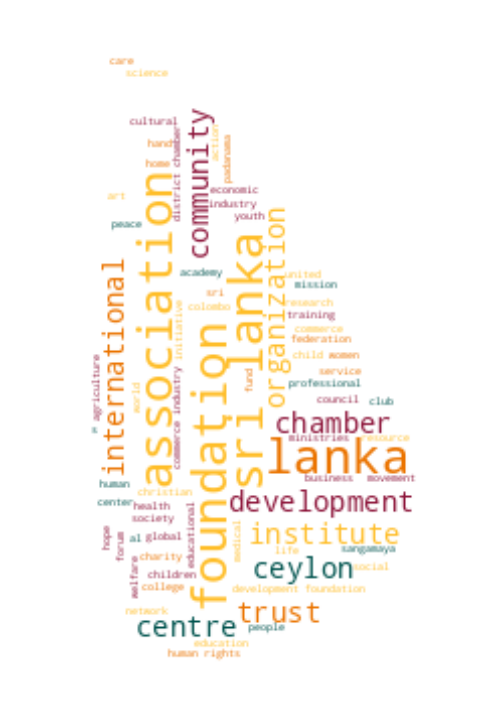 care
science
cultural
community
action
hand
district chamber
home
padanama
association
economic
art
industry
youth
peace
organization
sri lanka
international
academy
united
mission
sri
research
colombo
initiative
training
commerce
federation
foundation
agriculture
world
commerce industry
fund
child
women
service
professional
council
club
chamber
ministries
resource
lanka
business
movement
human
christian
center
development
health
society
educational
institute
hope
forum
al
global
medical
life
sangamaya
welfare
charity
ceylon
social
children
college
development foundation
network
trust
centre
people
education
human rights